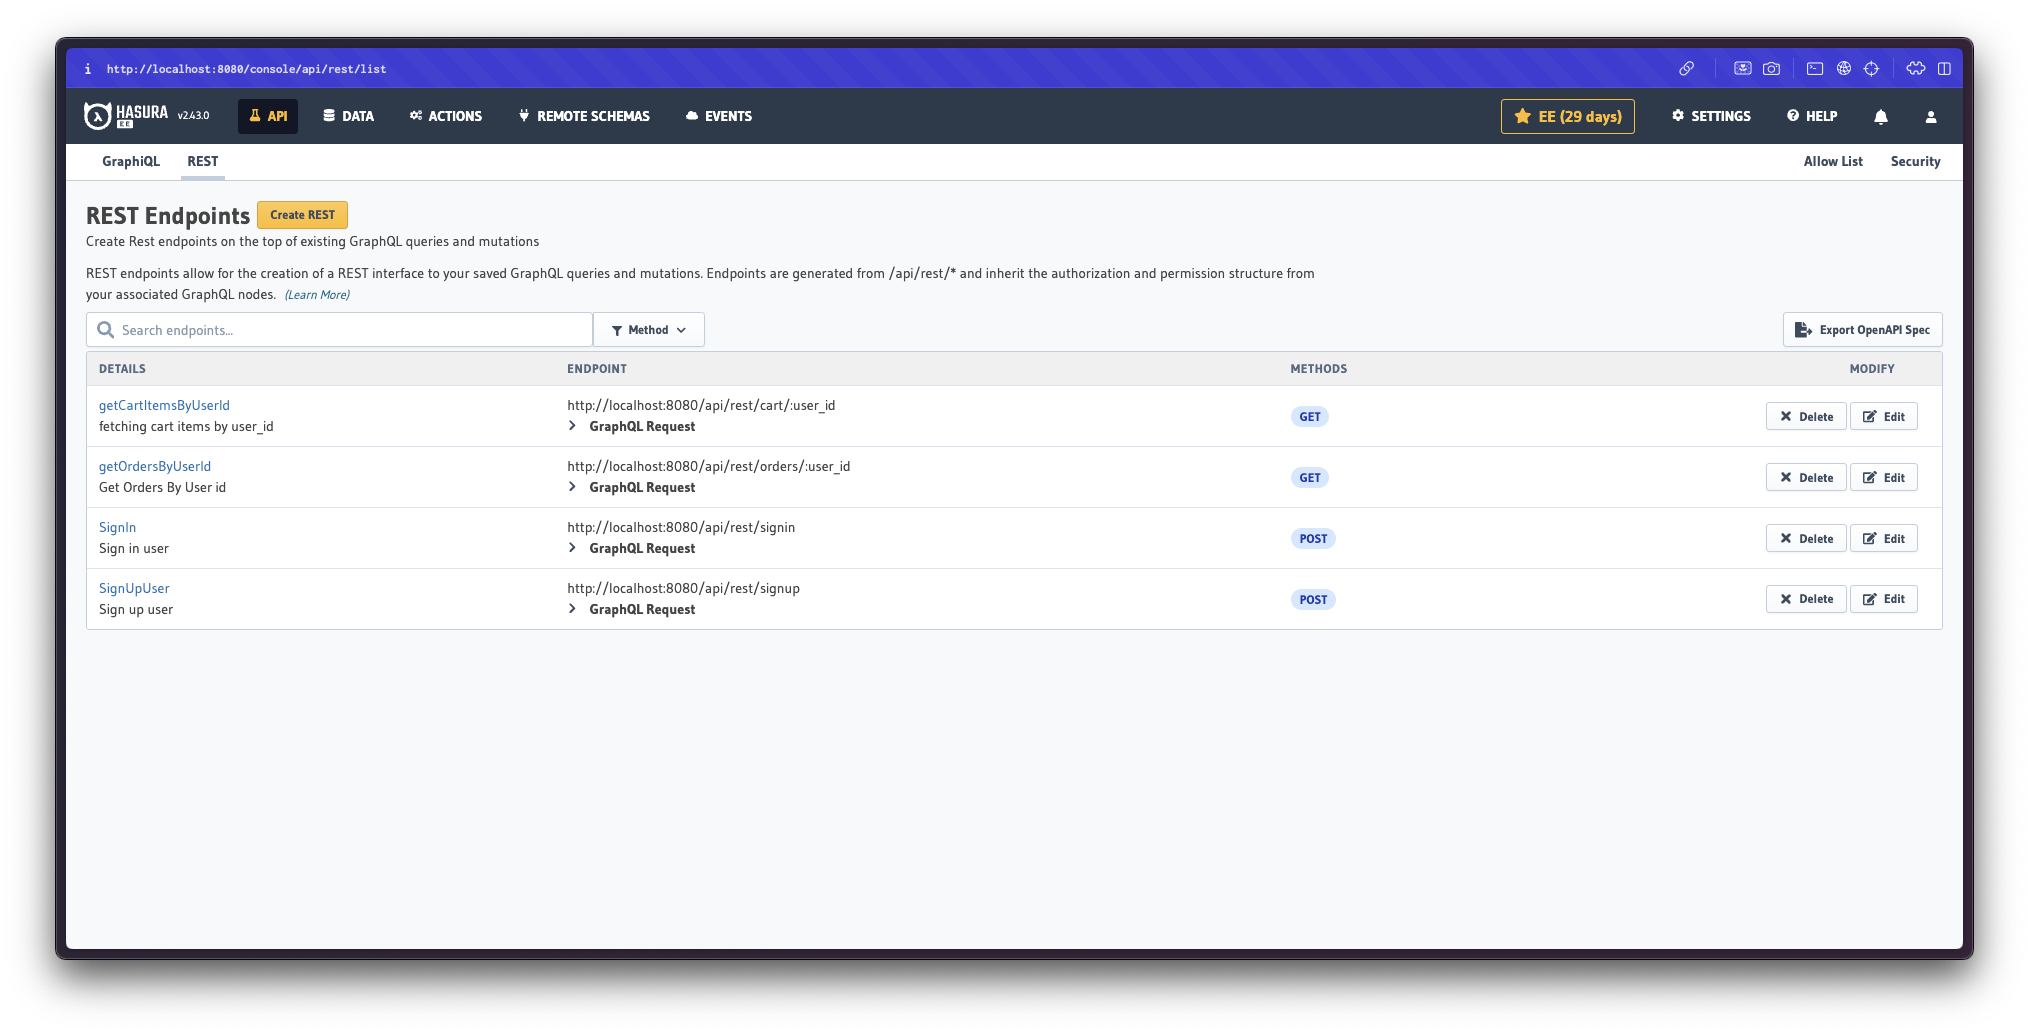 i http://localhost:8080/console/api/rest/list
HASURA EE v2.43.0 API DATA ACTIONS REMOTE SCHEMAS EVENTS EE (29 days) SETTINGS HELP
GraphiQL REST Allow List Security
REST Endpoints Create REST
Create Rest endpoints on the top of existing GraphQL queries and mutations
REST endpoints allow for the creation of a REST interface to your saved GraphQL queries and mutations. Endpoints are generated from /api/rest/* and inherit the authorization and permission structure from
your associated GraphQL nodes. (Learn More)
Search endpoints... Method Export OpenAPI Spec
DETAILS ENDPOINT METHODS MODIFY
getCartItemsByUserId http://localhost:8080/api/rest/cart/:user_id
fetching cart items by user_id GraphQL Request GET Delete Edit
getOrdersByUserId http://localhost:8080/api/rest/orders/:user_id
Get Orders By User id GraphQL Request GET Delete Edit
SignIn http://localhost:8080/api/rest/signin
Sign in user GraphQL Request POST Delete Edit
SignUpUser http://localhost:8080/api/rest/signup
Sign up user GraphQL Request POST Delete Edit